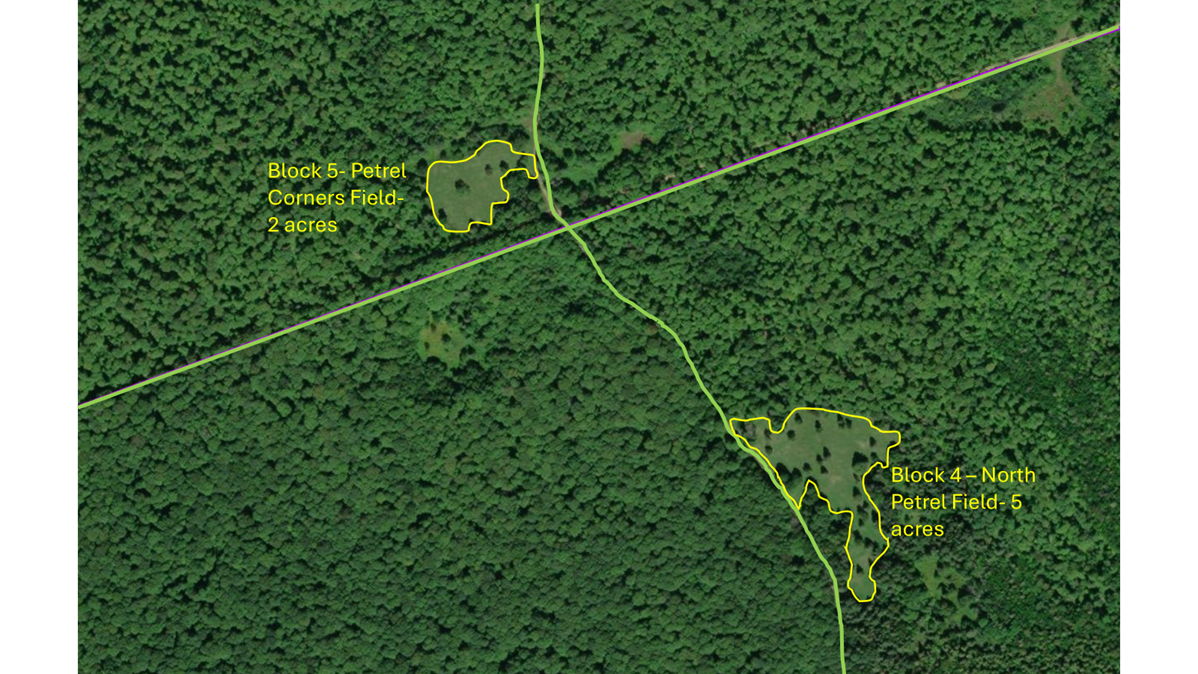 Block 5- Petrel
Corners Field-
2 acres
Block 4 – North
Petrel Field- 5
acres